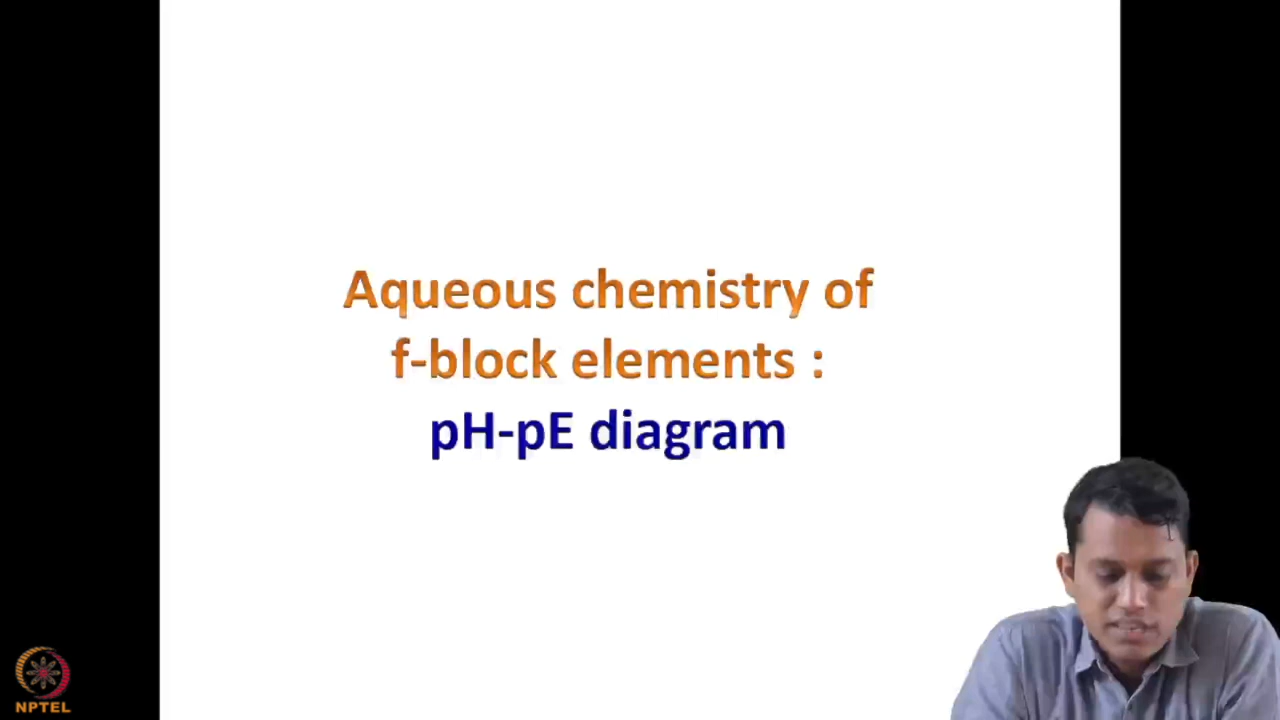 Aqueous chemistry of
f-block elements :
pH-pE diagram
NPTEL